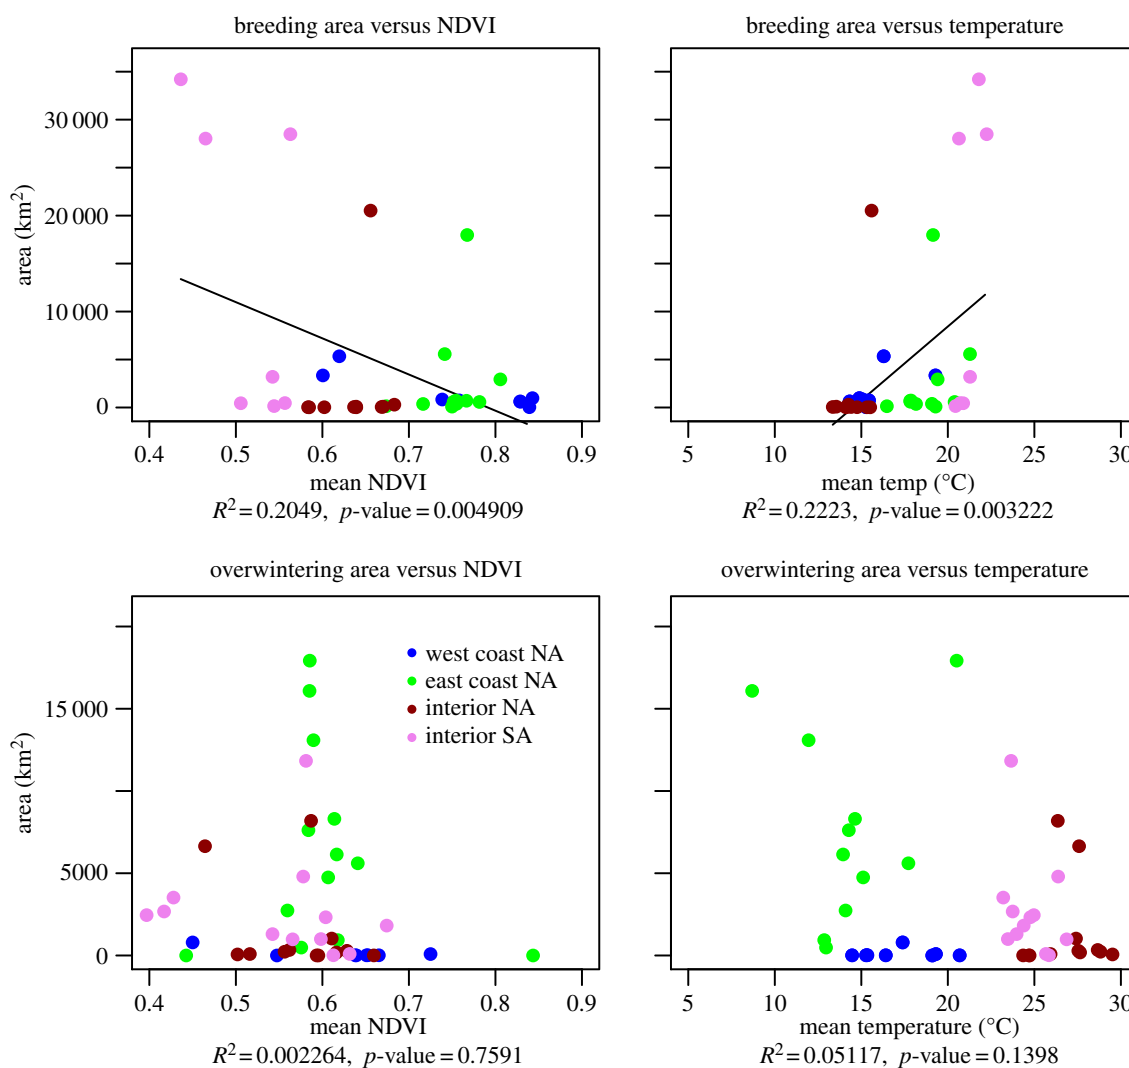 breeding area versus NDVI
breeding area versus temperature
area (km²)
30 000
20 000
10 000
0
0.4 0.5 0.6 0.7 0.8 0.9
5 10 15 20 25 30
mean NDVI
mean temp (°C)
R² = 0.2049, p-value = 0.004909
R² = 0.2223, p-value = 0.003222
overwintering area versus NDVI
overwintering area versus temperature
west coast NA
east coast NA
interior NA
interior SA
area (km²)
15 000
5000
0
0.4 0.5 0.6 0.7 0.8 0.9
5 10 15 20 25 30
mean NDVI
mean temperature (°C)
R² = 0.002264, p-value = 0.7591
R² = 0.05117, p-value = 0.1398